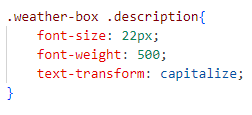 .weather-box .description{
    font-size: 22px;
    font-weight: 500;
    text-transform: capitalize;
}